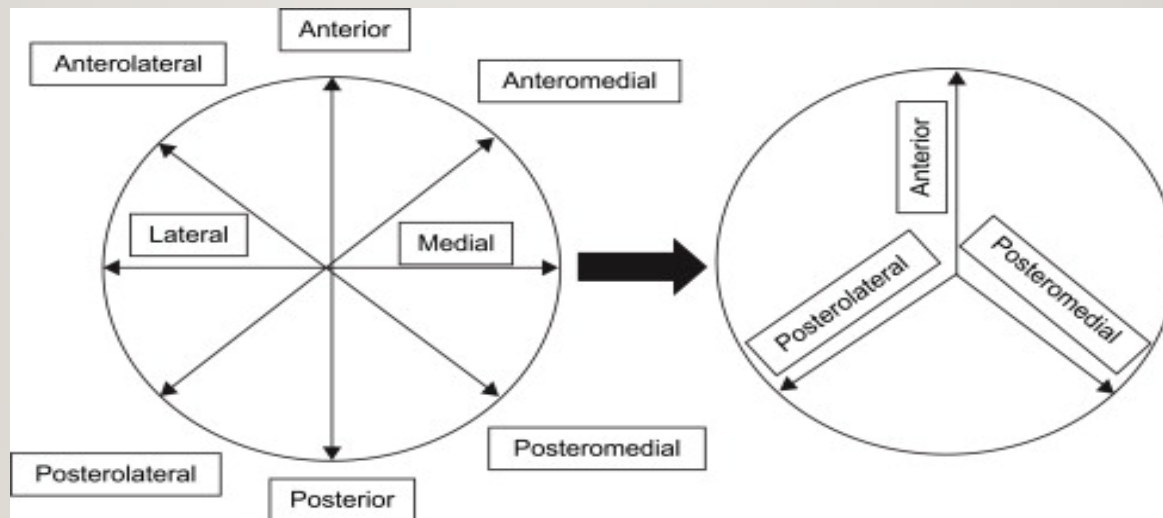 Anterior
Anterolateral
Anteromedial
Lateral
Medial
Posterolateral
Posteromedial
Posterior
Anterior
Posterolateral
Posteromedial